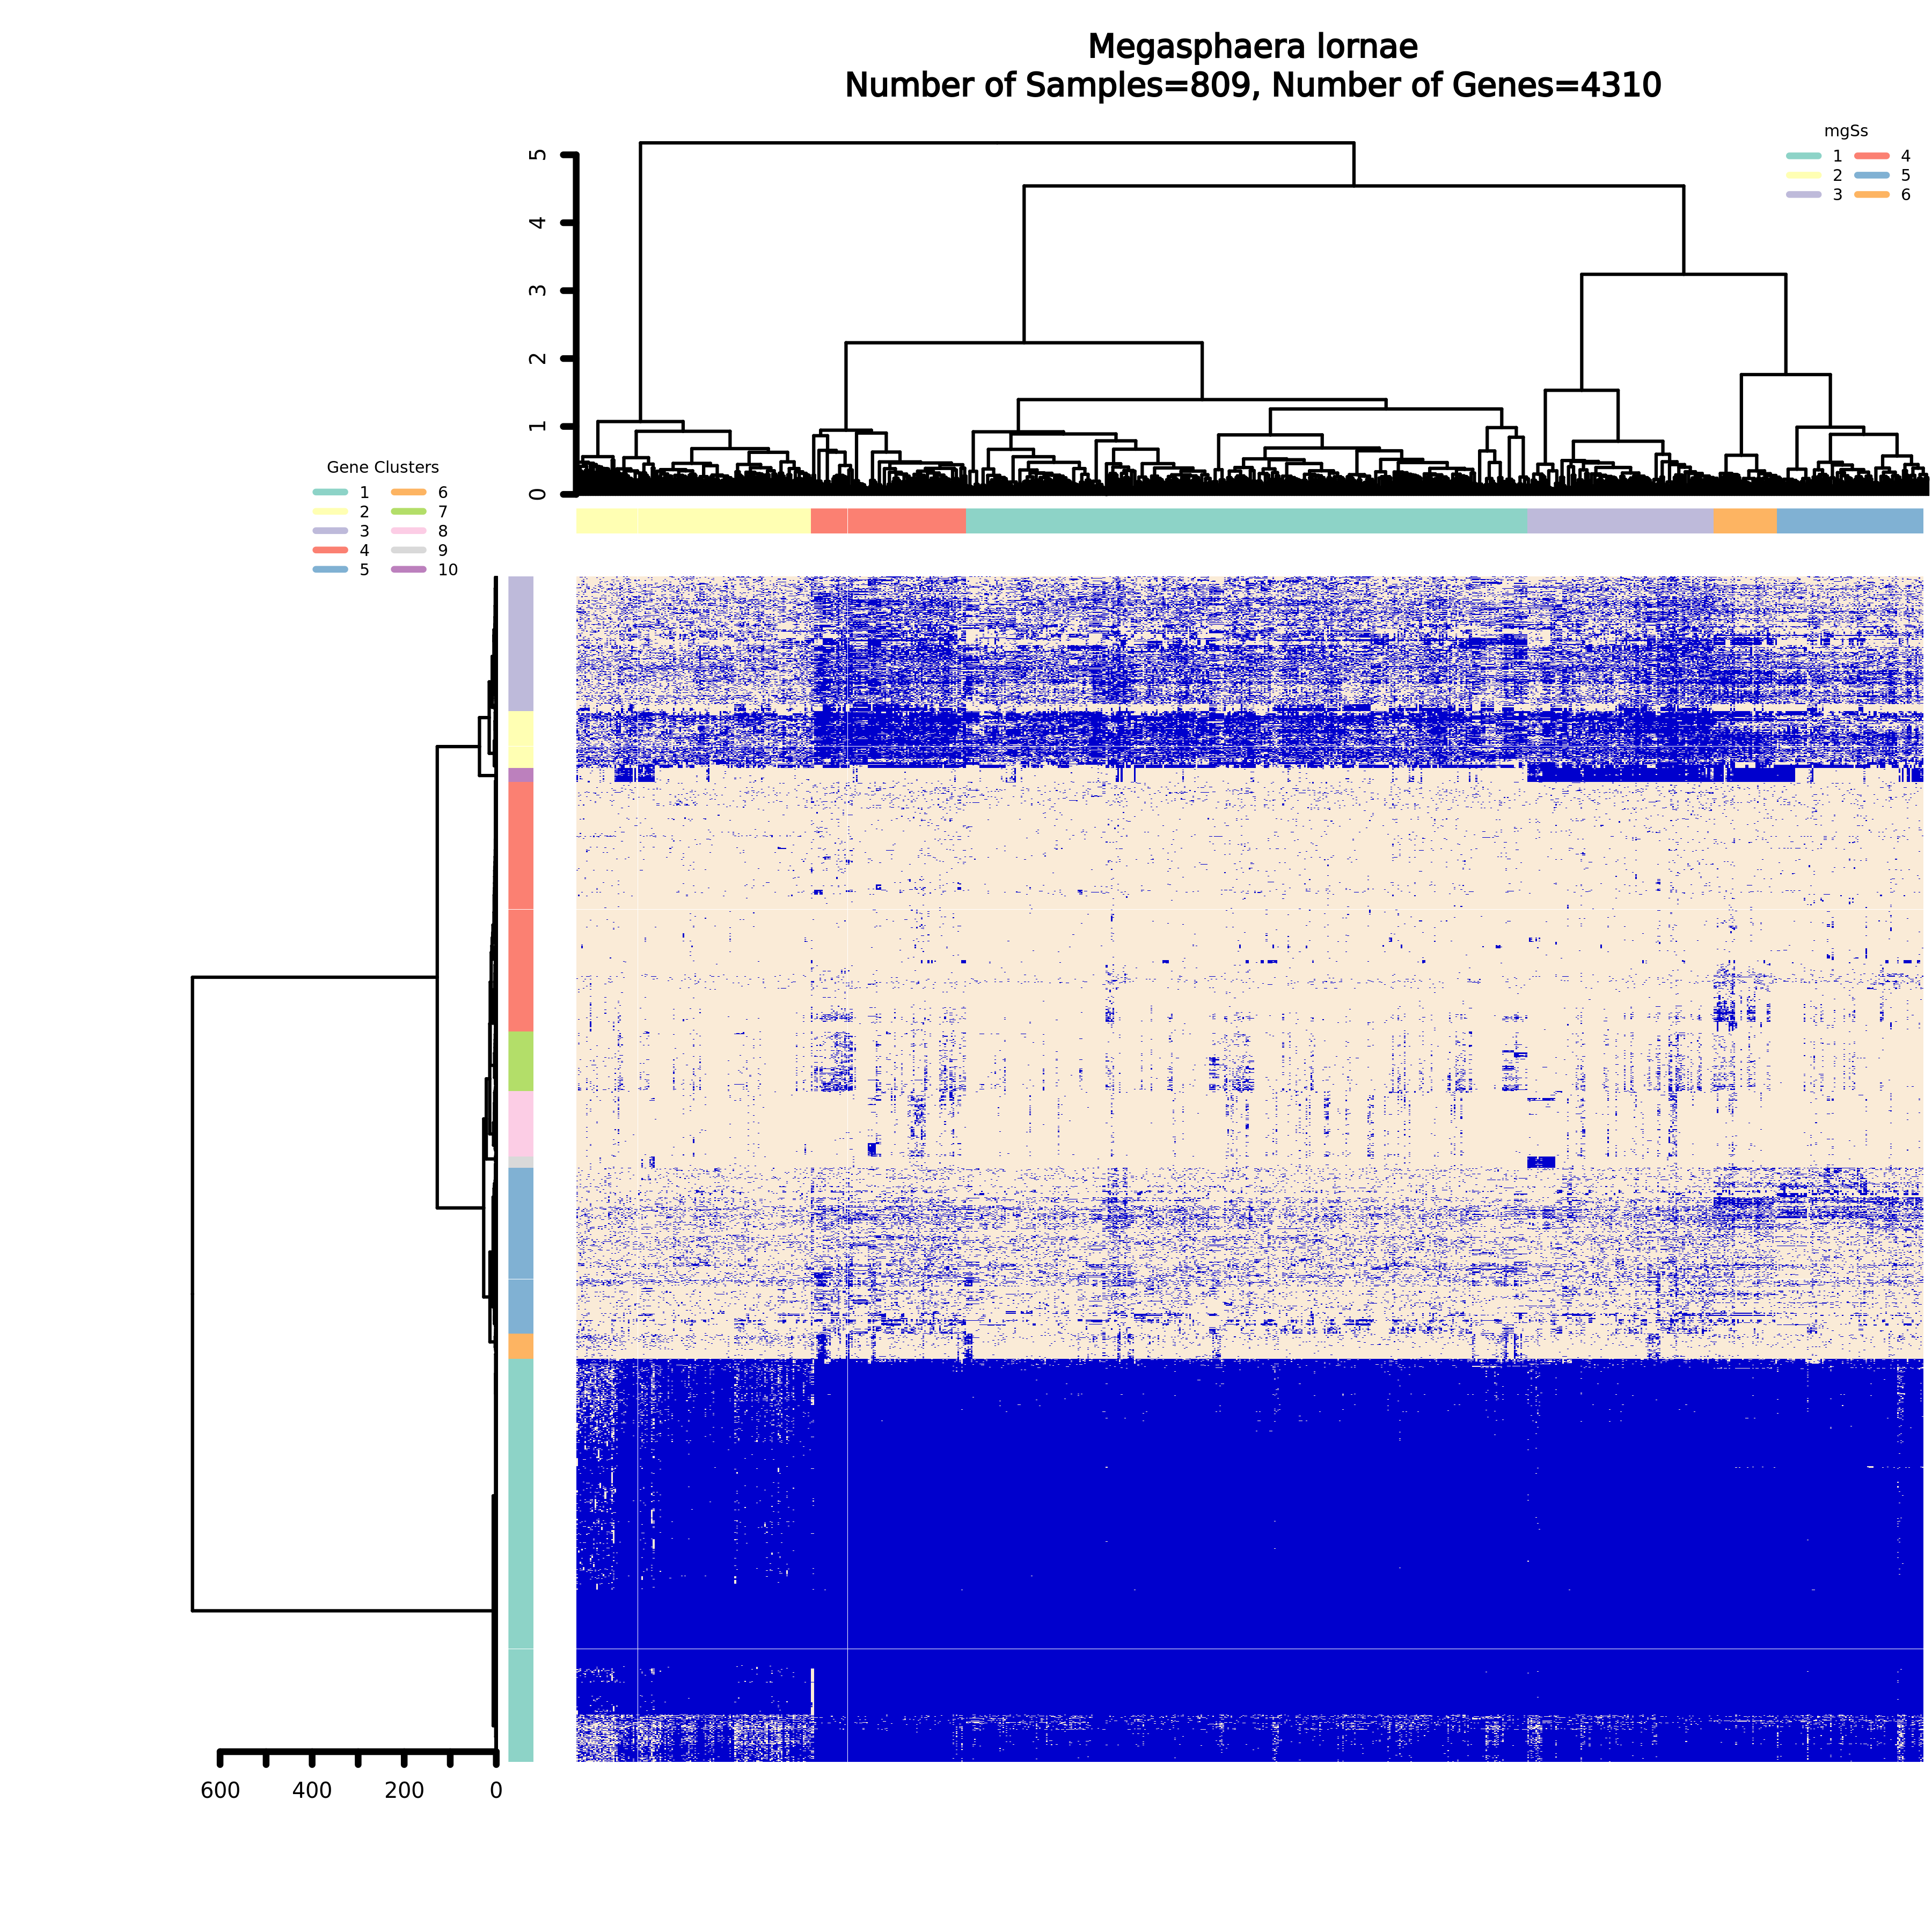 Megasphaera lornae
Number of Samples=809, Number of Genes=4310
mgSs
1 4
2 5
3 6
5
4
3
2
1
0
Gene Clusters
1 6
2 7
3 8
4 9
5 10
600 400 200 0